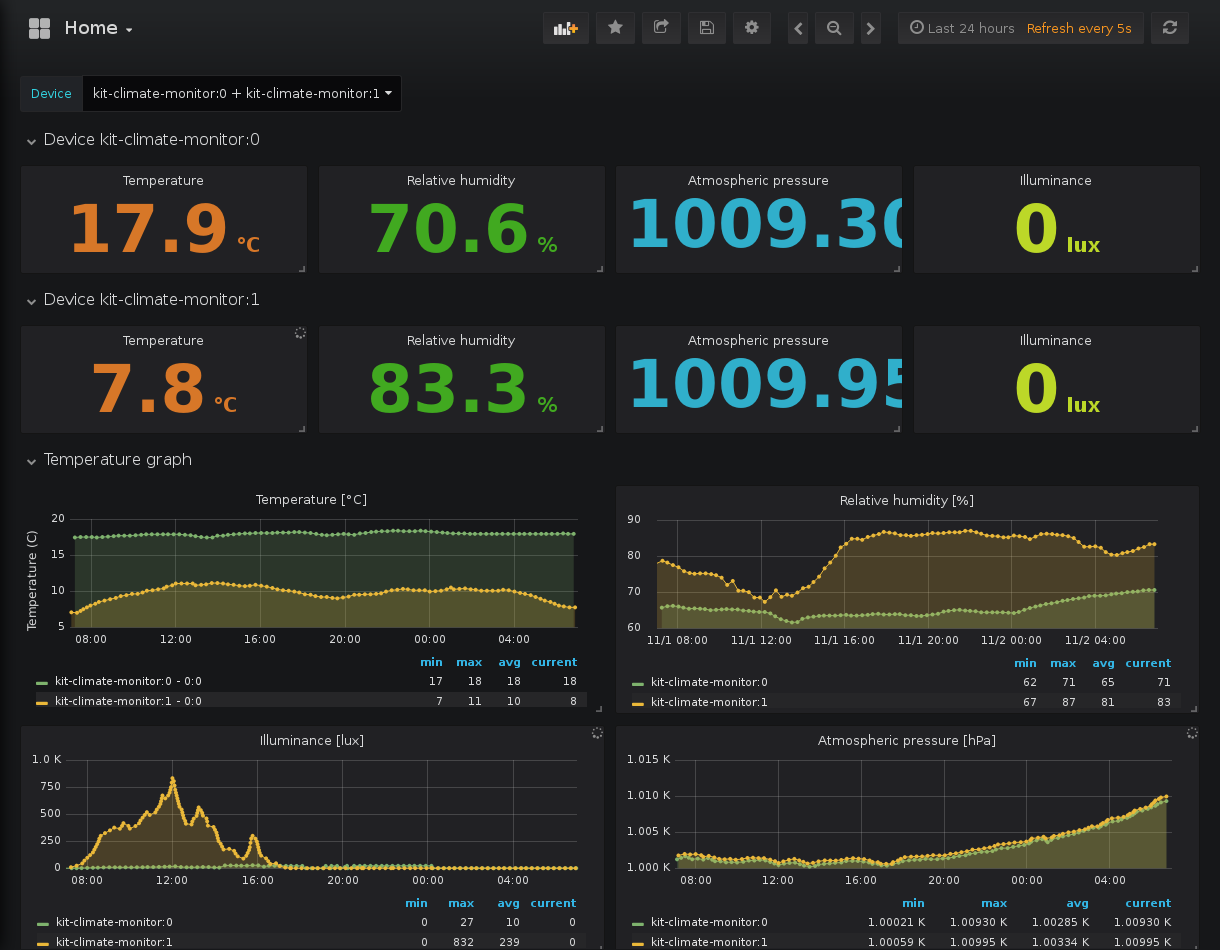 Home
Last 24 hours Refresh every 5s
Device kit-climate-monitor:0 + kit-climate-monitor:1
Device kit-climate-monitor:0
Temperature Relative humidity Atmospheric pressure Illuminance
17.9 °C 70.6 % 1009.30 0 lux
Device kit-climate-monitor:1
Temperature Relative humidity Atmospheric pressure Illuminance
7.8 °C 83.3 % 1009.95 0 lux
Temperature graph
Temperature [°C]
Temperature (C)
20
15
10
5
08:00 12:00 16:00 20:00 00:00 04:00
min max avg current
kit-climate-monitor:0 - 0:0 17 18 18 18
kit-climate-monitor:1 - 0:0 7 11 10 8
Relative humidity [%]
90
80
70
60
11/1 08:00 11/1 12:00 11/1 16:00 11/1 20:00 11/2 00:00 11/2 04:00
min max avg current
kit-climate-monitor:0 62 71 65 71
kit-climate-monitor:1 67 87 81 83
Illuminance [lux]
1.0 K
750
500
250
0
08:00 12:00 16:00 20:00 00:00 04:00
min max avg current
kit-climate-monitor:0 0 27 10 0
kit-climate-monitor:1 0 832 239 0
Atmospheric pressure [hPa]
1.015 K
1.010 K
1.005 K
1.000 K
08:00 12:00 16:00 20:00 00:00 04:00
min max avg current
kit-climate-monitor:0 1.00021 K 1.00930 K 1.00285 K 1.00930 K
kit-climate-monitor:1 1.00059 K 1.00995 K 1.00334 K 1.00995 K